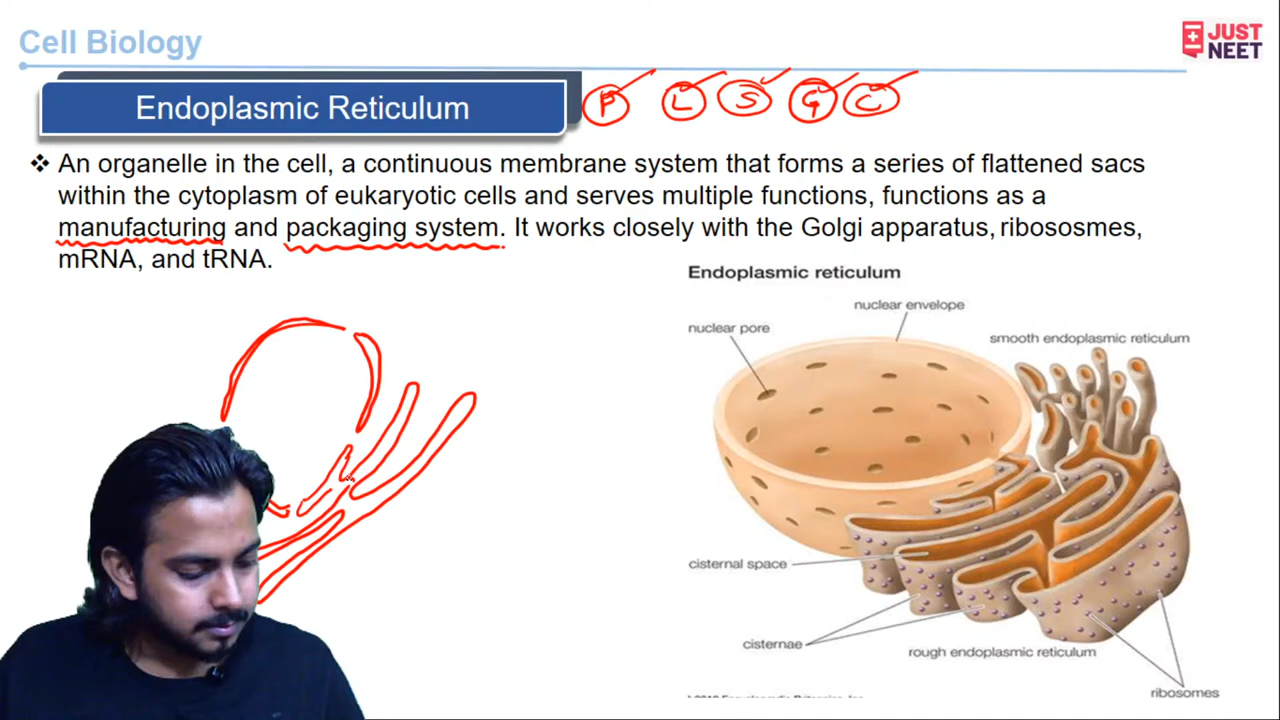 Cell Biology
JUST
NEET
Endoplasmic Reticulum
P L S G C
❖ An organelle in the cell, a continuous membrane system that forms a series of flattened sacs
within the cytoplasm of eukaryotic cells and serves multiple functions, functions as a
manufacturing and packaging system. It works closely with the Golgi apparatus, ribososmes,
mRNA, and tRNA.
Endoplasmic reticulum
nuclear envelope
nuclear pore
smooth endoplasmic reticulum
cisternal space
cisternae
rough endoplasmic reticulum
ribosomes